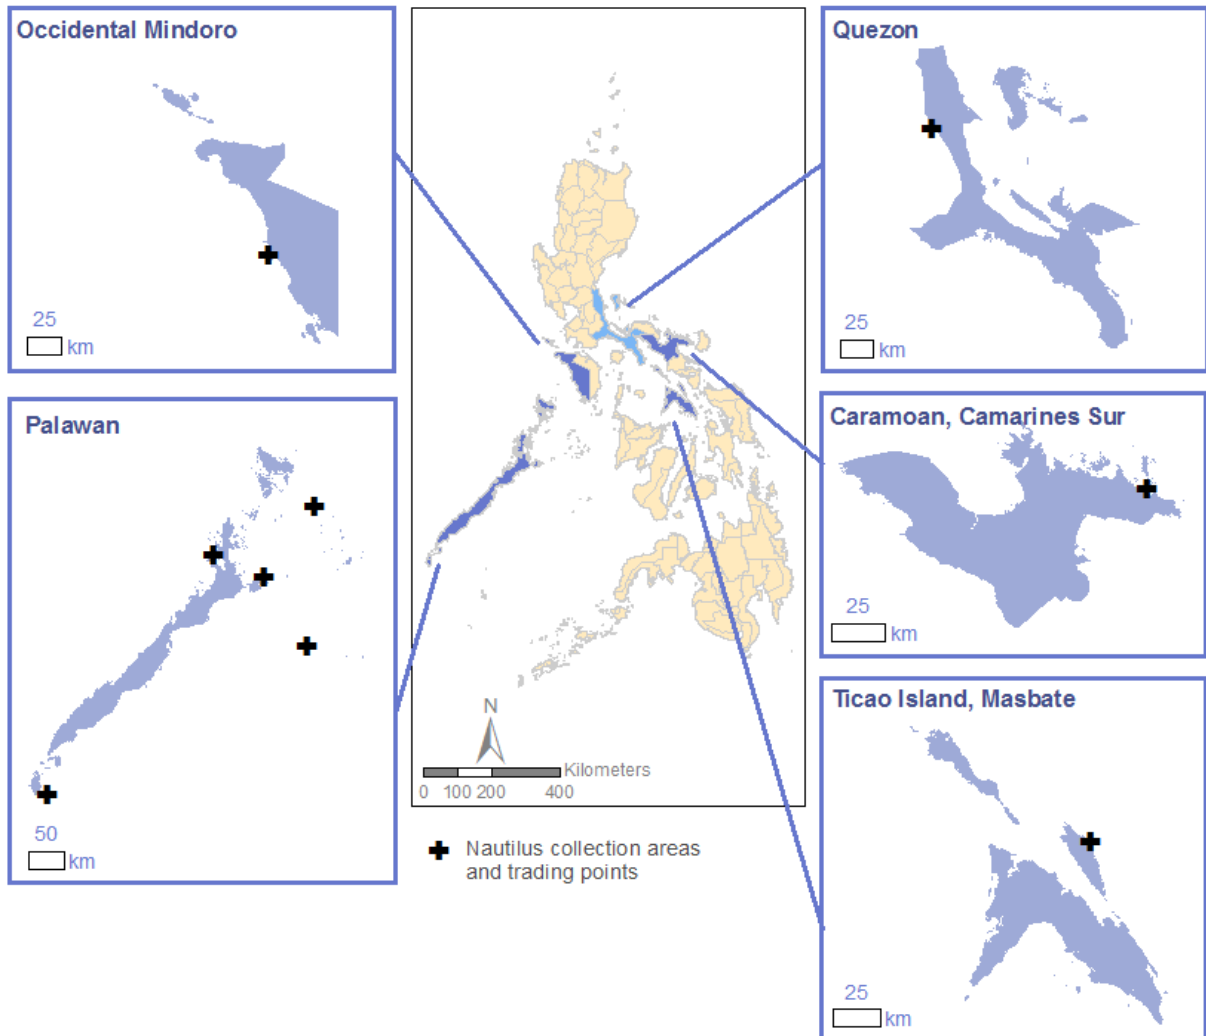 Occidental Mindoro
25
km
Palawan
50
km
N
Kilometers
0 100 200 400
Nautilus collection areas
and trading points
Quezon
25
km
Caramoan, Camarines Sur
25
km
Ticao Island, Masbate
25
km